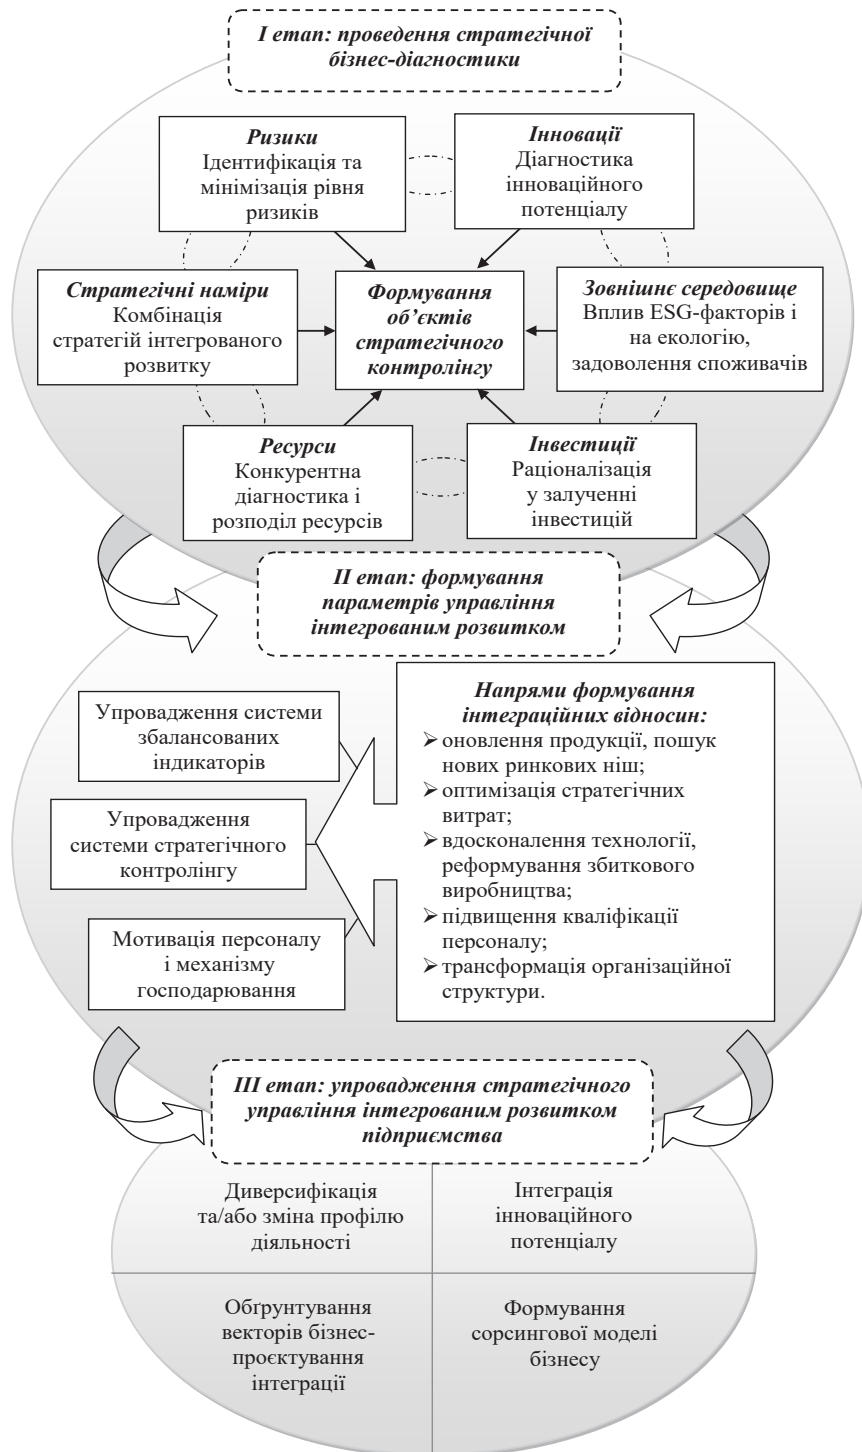 І етап: проведення стратегічної
бізнес-діагностики
Ризики
Ідентифікація та
мінімізація рівня
ризиків
Інновації
Діагностика
інноваційного
потенціалу
Стратегічні наміри
Комбінація
стратегій інтегрованого
розвитку
Формування
об’єктів
стратегічного
контролінгу
Зовнішнє середовище
Вплив ESG-факторів і
на екологію,
задоволення споживачів
Ресурси
Конкурентна
діагностика і
розподіл ресурсів
Інвестиції
Раціоналізація
у залученні
інвестицій
ІІ етап: формування
параметрів управління
інтегрованим розвитком
Упровадження системи
збалансованих
індикаторів
Упровадження
системи стратегічного
контролінгу
Мотивація персоналу
і механізму
господарювання
Напрями формування
інтеграційних відносин:
➢ оновлення продукції, пошук
нових ринкових ніш;
➢ оптимізація стратегічних
витрат;
➢ вдосконалення технології,
реформування збиткового
виробництва;
➢ підвищення кваліфікації
персоналу;
➢ трансформація організаційної
структури.
ІІІ етап: упровадження стратегічного
управління інтегрованим розвитком
підприємства
Диверсифікація
та/або зміна профілю
діяльності
Інтеграція
інноваційного
потенціалу
Обґрунтування
векторів бізнес-
проєктування
інтеграції
Формування
сорсингової моделі
бізнесу